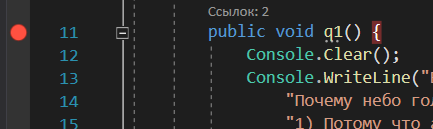 Ссылок: 2
11 public void q1() {
12 Console.Clear();
13 Console.WriteLine("
14 "Почему небо гол
15 "1) Потому что